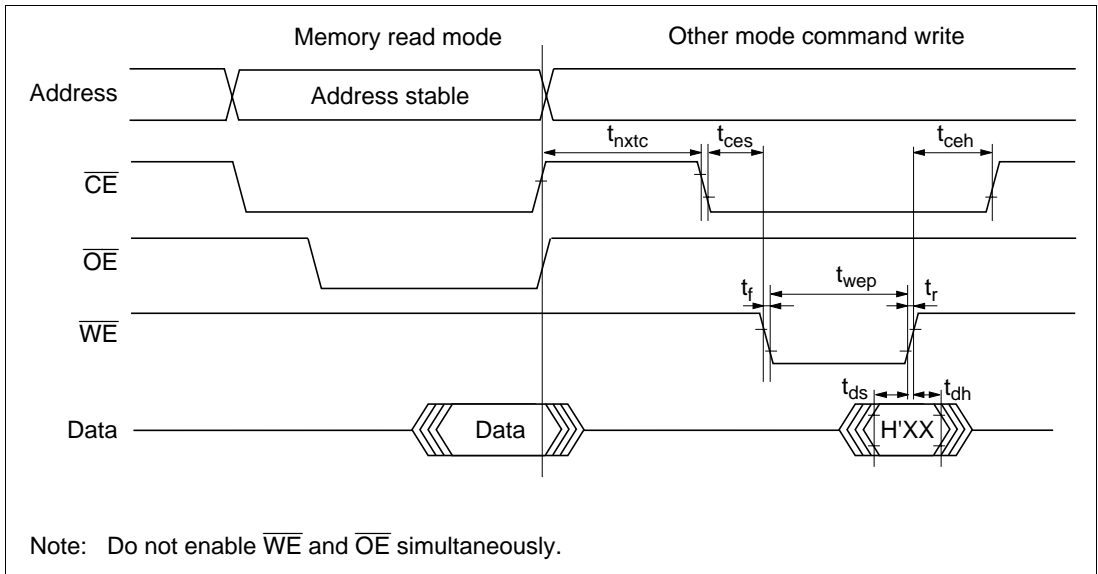 Memory read mode
Other mode command write
Address
Address stable
tnxtc
tces
tceh
CE
OE
tf
twep
tr
WE
tds
tdh
Data
Data
H'XX
Note: Do not enable WE and OE simultaneously.